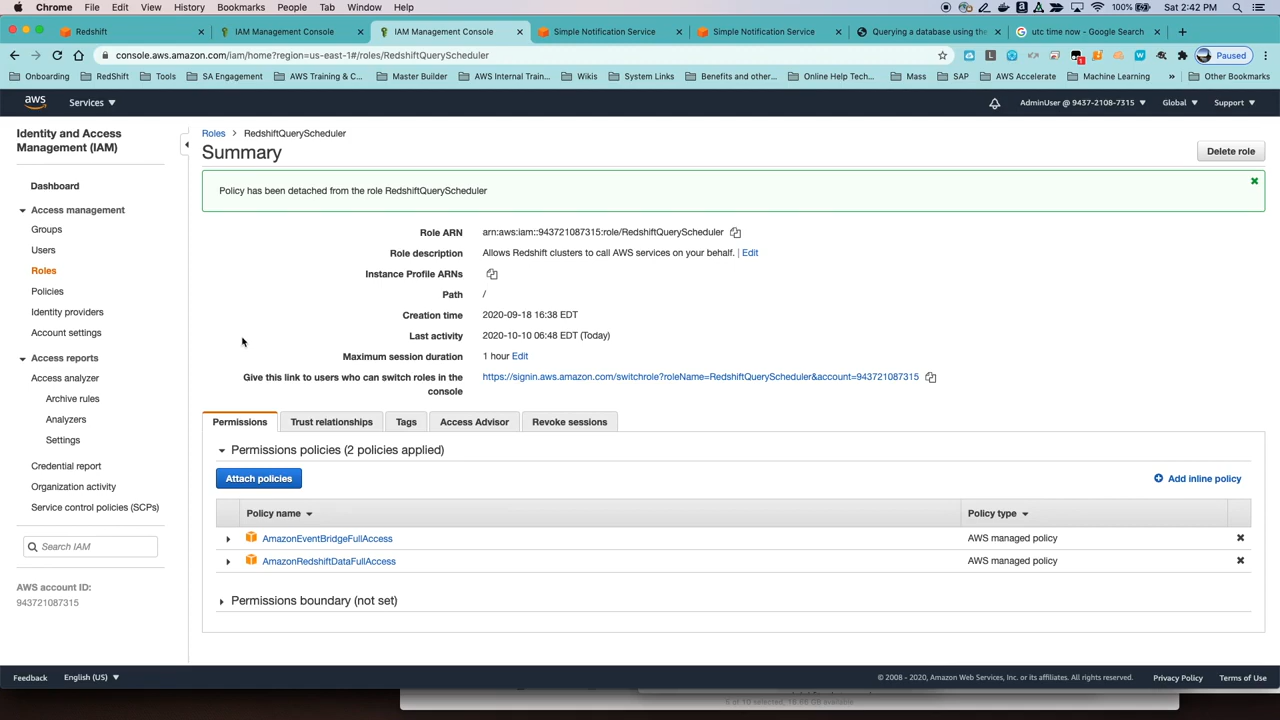 Chrome File Edit View History Bookmarks People Tab Window Help 100% Sat 2:42 PM
Redshift IAM Management Console IAM Management Console Simple Notification Service Simple Notification Service Querying a database using the utc time now - Google Search
console.aws.amazon.com/iam/home?region=us-east-1#/roles/RedshiftQueryScheduler Paused
Onboarding RedShift Tools SA Engagement AWS Training & C... Master Builder AWS Internal Train... Wikis System Links Benefits and other... Online Help Tech... Mass SAP AWS Accelerate Machine Learning » Other Bookmarks
aws Services AdminUser @ 9437-2108-7315 Global Support
Identity and Access
Management (IAM)
Dashboard
Access management
Groups
Users
Roles
Policies
Identity providers
Account settings
Access reports
Access analyzer
Archive rules
Analyzers
Settings
Credential report
Organization activity
Service control policies (SCPs)
Search IAM
AWS account ID:
943721087315
Roles > RedshiftQueryScheduler
Summary
Delete role
Policy has been detached from the role RedshiftQueryScheduler
Role ARN arn:aws:iam::943721087315:role/RedshiftQueryScheduler
Role description Allows Redshift clusters to call AWS services on your behalf. | Edit
Instance Profile ARNs
Path /
Creation time 2020-09-18 16:38 EDT
Last activity 2020-10-10 06:48 EDT (Today)
Maximum session duration 1 hour Edit
Give this link to users who can switch roles in the https://signin.aws.amazon.com/switchrole?roleName=RedshiftQueryScheduler&account=943721087315
console
Permissions Trust relationships Tags Access Advisor Revoke sessions
Permissions policies (2 policies applied)
Attach policies Add inline policy
Policy name Policy type
AmazonEventBridgeFullAccess AWS managed policy
AmazonRedshiftDataFullAccess AWS managed policy
Permissions boundary (not set)
Feedback English (US) © 2008 - 2020, Amazon Web Services, Inc. or its affiliates. All rights reserved. Privacy Policy Terms of Use
5 of 10 selected, 18.66 GB available